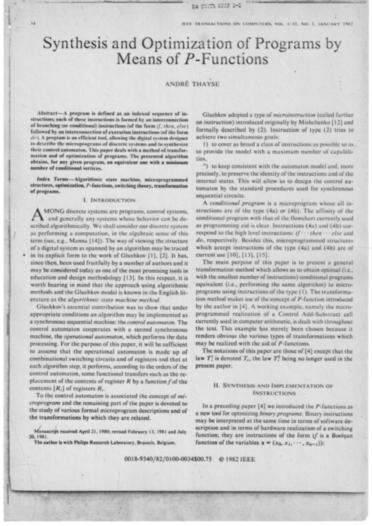 34
IEEE TRANSACTIONS ON COMPUTERS, VOL. C-31, NO. 1, JANUARY 1982
Synthesis and Optimization of Programs by
Means of P-Functions
ANDRÉ THAYSE
Abstract—A program is defined as an indexed sequence of in-
structions; each of these instructions is formed by an interconnection
of branching (or conditional) instructions (of the form if, then, else)
followed by an interconnection of execution instructions (of the form
do). A program is an efficient tool, allowing the digital system designer
to describe the microprograms of discrete systems and to synthesize
their control automaton. This paper deals with a method of transfor-
mation and of optimization of programs. The presented algorithm
obtains, for any given program, an equivalent one with a minimum
number of conditional vertices.
Index Terms—Algorithmic state machine, microprogrammed
structures, optimization, P-functions, switching theory, transformation
of programs.
I. INTRODUCTION
AMONG discrete systems are programs, control systems,
and generally any systems whose behavior can be de-
scribed algorithmically. We shall consider our discrete system
as performing a computation, in the algebraic sense of this
term (see, e.g., Manna [14]). The way of viewing the structure
of a digital system as spanned by an algorithm may be traced
in its explicit form to the work of Glushkov [1], [2]. It has,
since then, been used fruitfully by a number of authors and it
may be considered today as one of the most promising tools in
education and design methodology [13]. In this respect, it is
worth bearing in mind that the approach using algorithmic
methods and the Glushkov model is known in the English lit-
erature as the algorithmic state machine method.
Glushkov's essential contribution was to show that under
appropriate conditions an algorithm may be implemented as
a synchronous sequential machine: the control automaton. The
control automaton cooperates with a second synchronous
machine, the operational automaton, which performs the data
processing. For the purpose of this paper, it will be sufficient
to assume that the operational automaton is made up of
combinational switching circuits and of registers and that at
each algorithm step, it performs, according to the orders of the
control automaton, some functional transfers such as the re-
placement of the contents of register R by a function f of the
contents [Ri] of registers Ri.
To the control automaton is associated the concept of mi-
croprogram and the remaining part of the paper is devoted to
the study of various formal microprogram descriptions and of
the transformations by which they are related.
Manuscript received April 21, 1980; revised February 13, 1981 and July
20, 1981.
The author is with Philips Research Laboratory, Brussels, Belgium.
Glushkov adopted a type of microinstruction (called further
on instruction) introduced originally by Mishchenko [12] and
formally described by (2). Instruction of type (2) tries to
achieve two simultaneous goals:
1) to cover as broad a class of instructions as possible so as
to provide the model with a maximum number of capabili-
ties,
2) to keep consistent with the automaton model and, more
precisely, to preserve the identity of the instructions and of the
internal states. This will allow us to design the control au-
tomaton by the standard procedures used for synchronous
sequential circuits.
A conditional program is a microprogram whose all in-
structions are of the type (4a) or (4b). The affinity of the
conditional program with that of the flowchart currently used
as programming aid is clear. Instructions (4a) and (4b) cor-
respond to the high level instructions if · · · then · · · else and
do, respectively. Besides this, microprogrammed structures
which accept instructions of the type (4a) and (4b) are of
current use [10], [13], [15].
The main purpose of this paper is to present a general
transformation method which allows us to obtain optimal (i.e.,
with the smallest number of instructions) conditional programs
equivalent (i.e., performing the same algorithm) to micro-
programs using instructions of the type (1). The transforma-
tion method makes use of the concept of P-function introduced
by the author in [4]. A working example, namely the micro-
programmed realization of a Control Add-Subtract cell
currently used in computer arithmetic, is dealt with throughout
the text. This example has merely been chosen because it
renders obvious the various types of transformations which
may be realized with the aid of P-functions.
The notations of this paper are those of [4] except that the
being no longer used in the
present paper.
II. SYNTHESIS AND IMPLEMENTATION OF
INSTRUCTIONS
In a preceding paper [4] we introduced the P-functions as
a new tool for optimizing binary programs. Binary instructions
may be interpreted at the same time in terms of software de-
scription and in terms of hardware realization of a switching
function; they are instructions of the form (f is a Boolean
function of the variables x = (x0, x1, · · · , xn-1)):
0018-9340/82/0100-0034$00.75 © 1982 IEEE